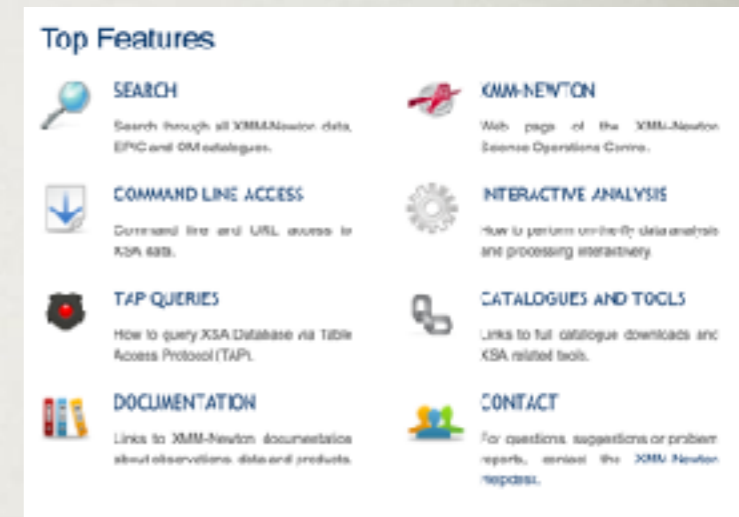 Top Features
SEARCH
Search through all XMM-Newton data,
EPIC and OM catalogues.
XMM-NEWTON
Web page of the XMM-Newton
Science Operations Centre.
COMMAND LINE ACCESS
Command line and URL access to
XSA data.
INTERACTIVE ANALYSIS
How to perform on-the-fly data analysis
and processing interactively.
TAP QUERIES
How to query XSA Database via Table
Access Protocol (TAP).
CATALOGUES AND TOOLS
Links to full catalogue downloads and
XSA related tools.
DOCUMENTATION
Links to XMM-Newton documentation
about observations, data and products.
CONTACT
For questions, suggestions or problem
reports, contact the XMM-Newton
Helpdesk.